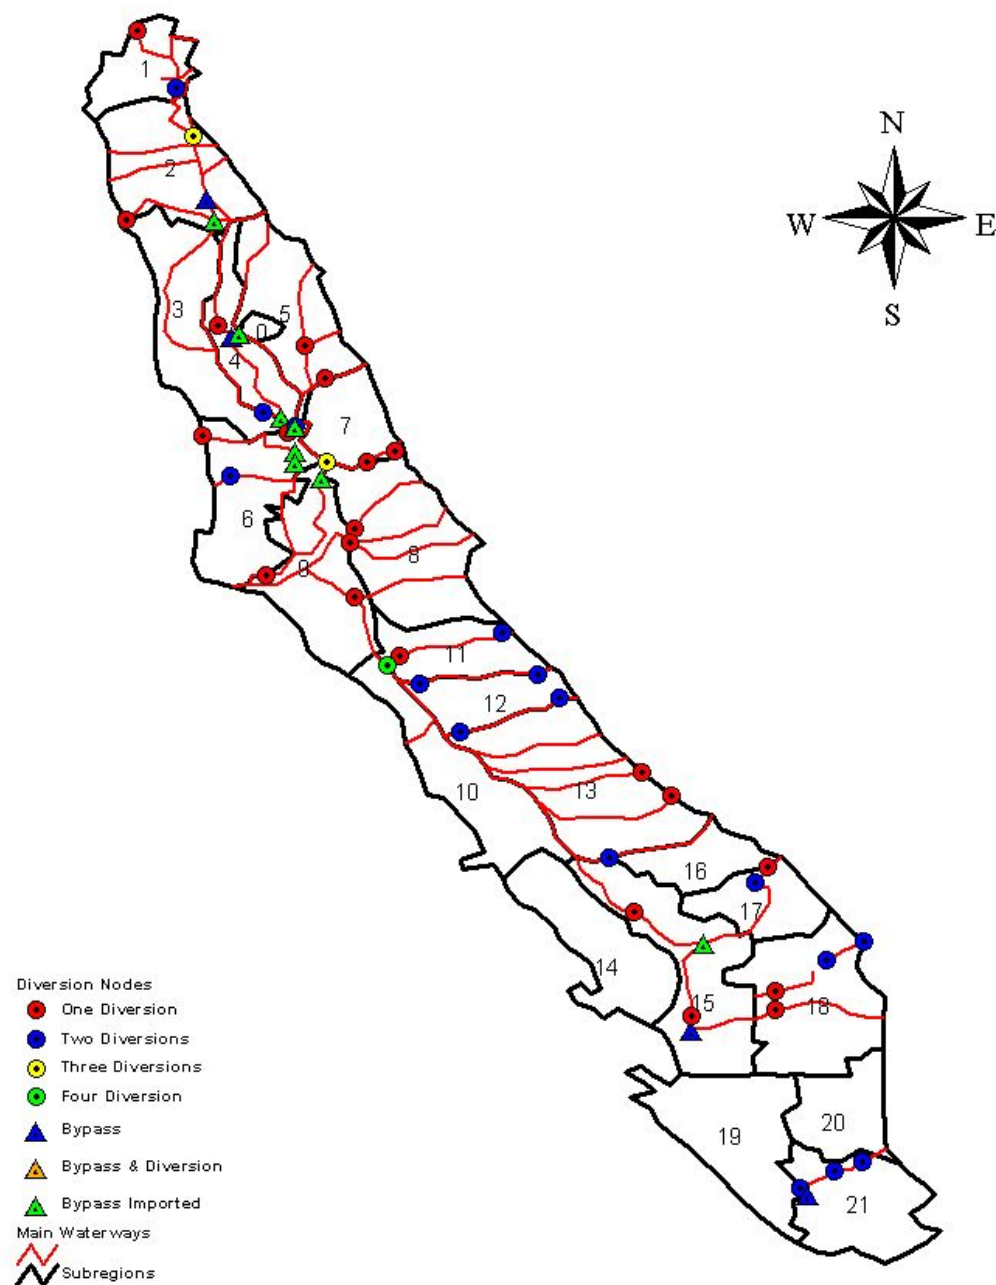 1
N
2
W
E
S
3
5
0
4
7
6
8
9
11
12
10
13
16
17
14
15
18
19
20
21
Diversion Nodes
One Diversion
Two Diversions
Three Diversions
Four Diversion
Bypass
Bypass & Diversion
Bypass Imported
Main Waterways
Subregions